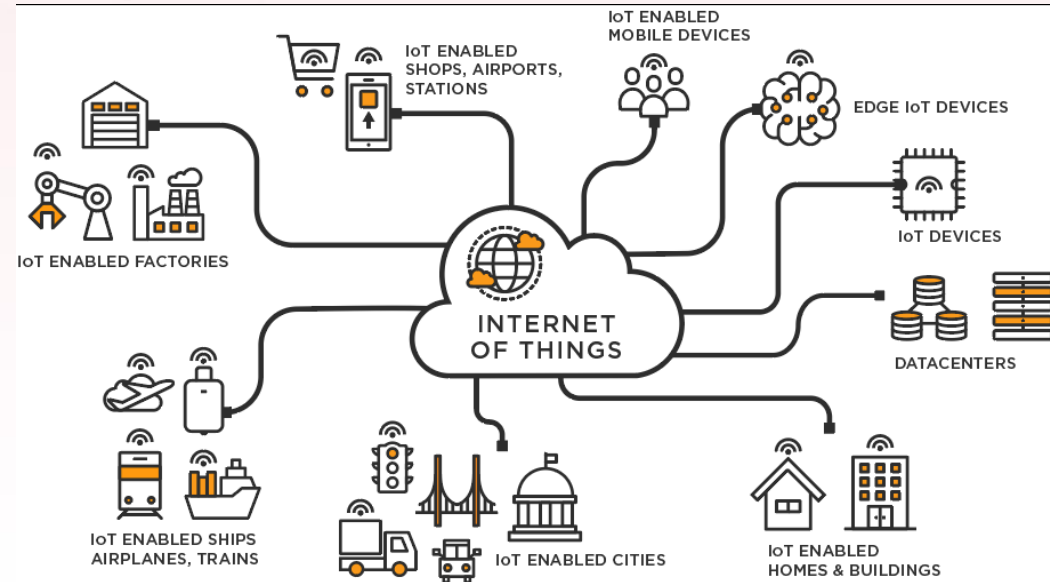 IoT ENABLED
SHOPS, AIRPORTS,
STATIONS
IoT ENABLED
MOBILE DEVICES
EDGE IoT DEVICES
IoT DEVICES
IoT ENABLED FACTORIES
INTERNET
OF THINGS
DATACENTERS
IoT ENABLED SHIPS
AIRPLANES, TRAINS
IoT ENABLED CITIES
IoT ENABLED
HOMES & BUILDINGS